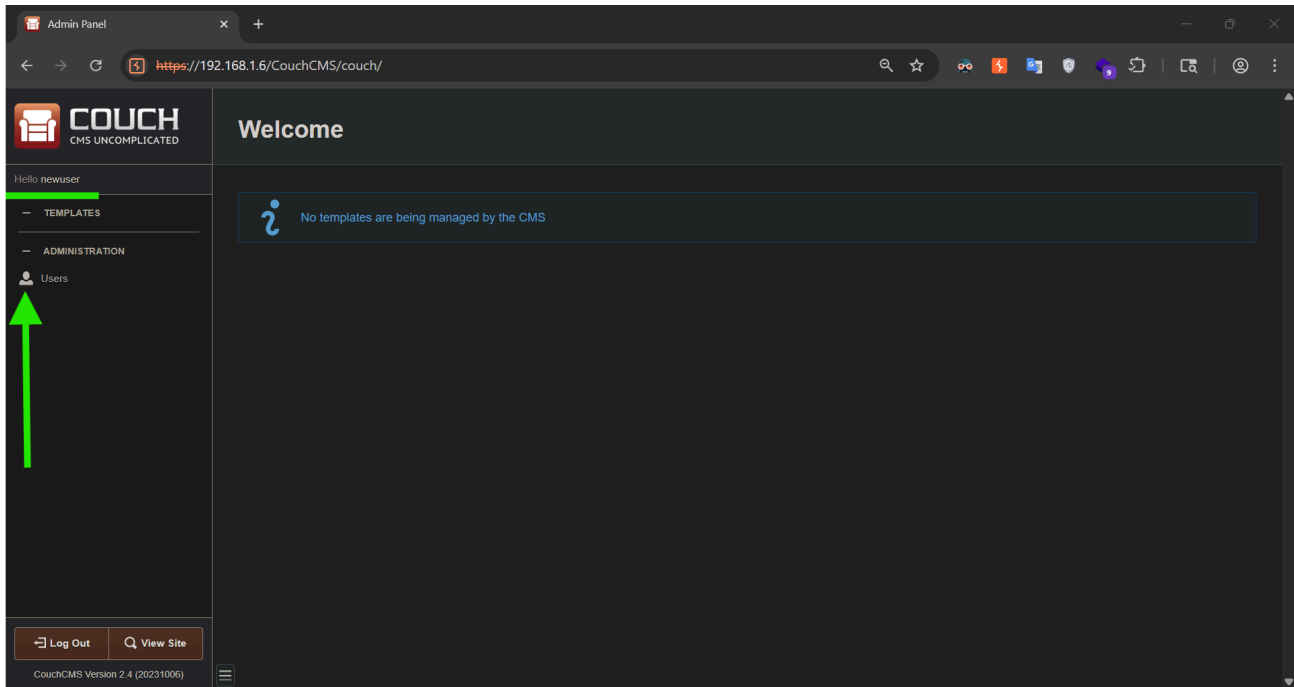 Admin Panel
https://192.168.1.6/CouchCMS/couch/
9
COUCH
CMS UNCOMPLICATED
Welcome
Hello newuser
TEMPLATES
No templates are being managed by the CMS
ADMINISTRATION
Users
Log Out
View Site
CouchCMS Version 2.4 (20231006)